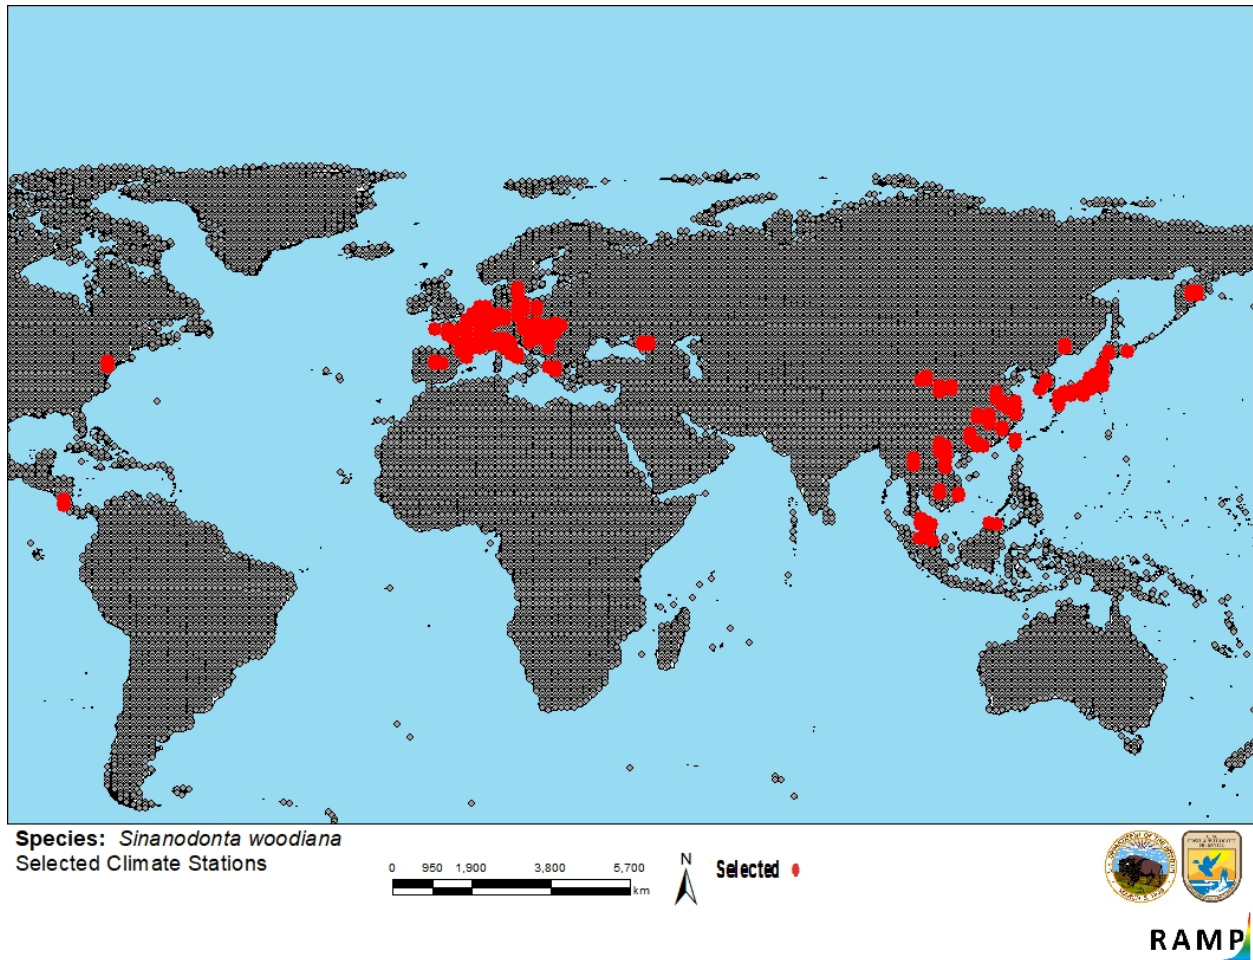 Species: Sinanodonta woodiana
Selected Climate Stations
0 950 1,900 3,800 5,700
km
N
Selected
RAMP